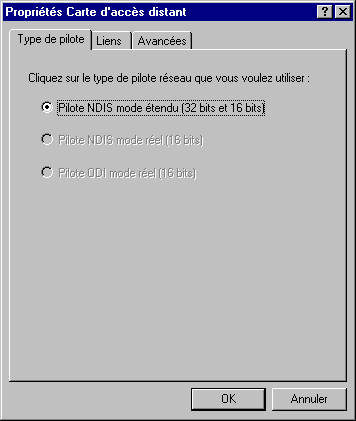 Propriétés Carte d'accès distant
Type de pilote Liens Avancées
Cliquez sur le type de pilote réseau que vous voulez utiliser :
Pilote NDIS mode étendu (32 bits et 16 bits)
Pilote NDIS mode réel (16 bits)
Pilote ODI mode réel (16 bits)
OK Annuler